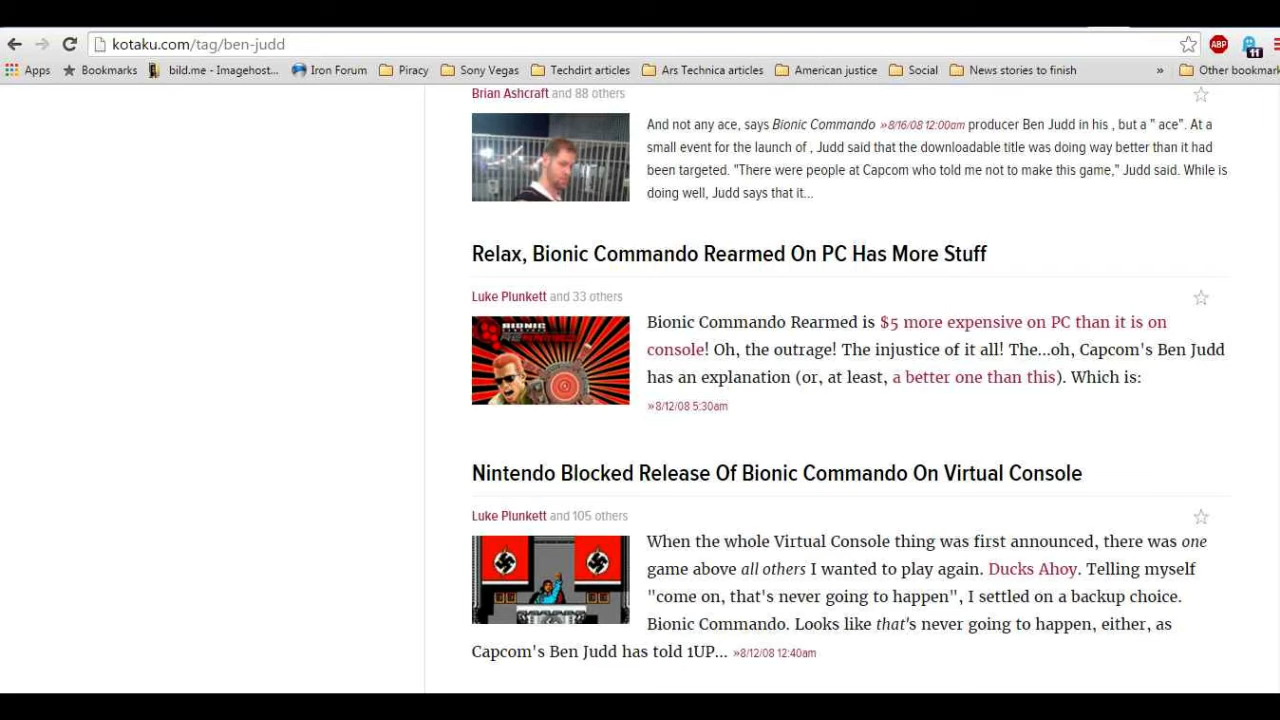 kotaku.com/tag/ben-judd
ABP
11
Apps Bookmarks bild.me - Imagehost... Iron Forum Piracy Sony Vegas Techdirt articles Ars Technica articles American justice Social News stories to finish » Other bookmark
Brian Ashcraft and 88 others
And not any ace, says Bionic Commando »8/16/08 12:00am producer Ben Judd in his , but a " ace". At a
small event for the launch of , Judd said that the downloadable title was doing way better than it had
been targeted. "There were people at Capcom who told me not to make this game," Judd said. While is
doing well, Judd says that it...
Relax, Bionic Commando Rearmed On PC Has More Stuff
Luke Plunkett and 33 others
BIONIC
Bionic Commando Rearmed is $5 more expensive on PC than it is on
console! Oh, the outrage! The injustice of it all! The...oh, Capcom's Ben Judd
has an explanation (or, at least, a better one than this). Which is:
»8/12/08 5:30am
Nintendo Blocked Release Of Bionic Commando On Virtual Console
Luke Plunkett and 105 others
When the whole Virtual Console thing was first announced, there was one
game above all others I wanted to play again. Ducks Ahoy. Telling myself
"come on, that's never going to happen", I settled on a backup choice.
Bionic Commando. Looks like that's never going to happen, either, as
Capcom's Ben Judd has told 1UP... »8/12/08 12:40am